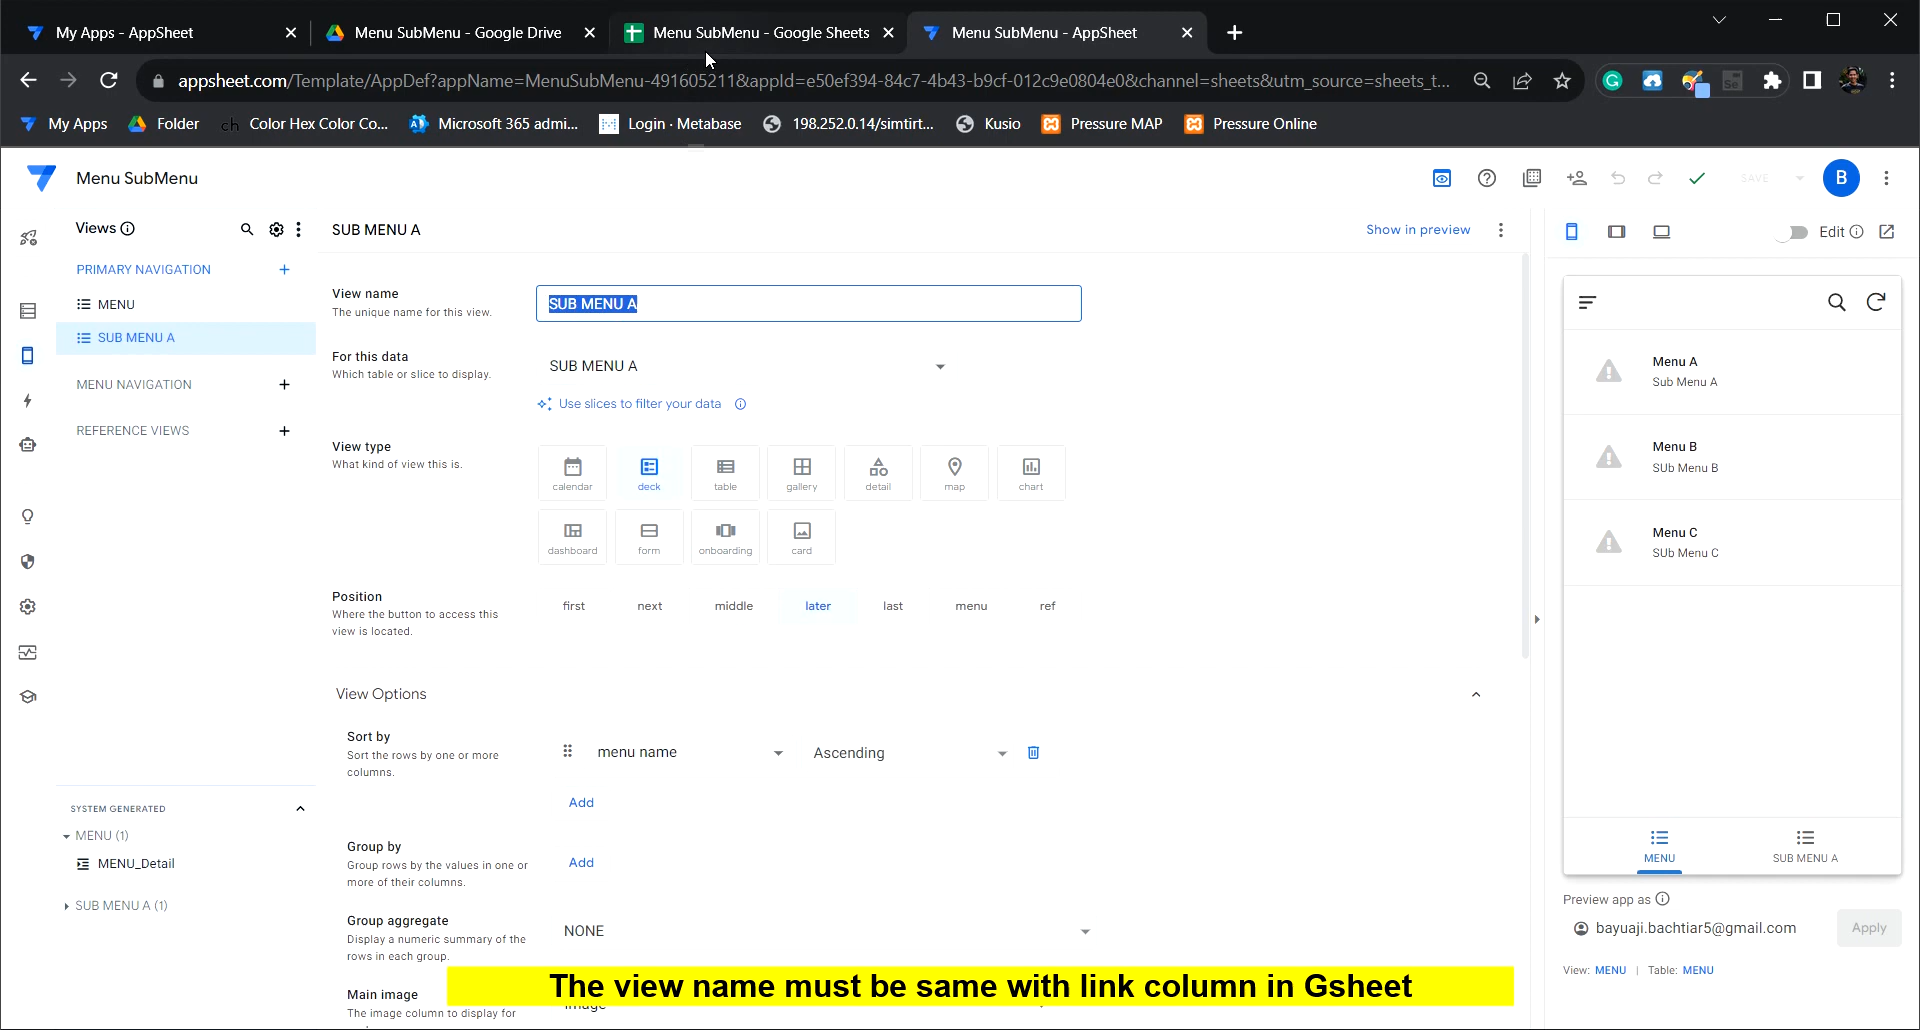 My Apps - AppSheet
Menu SubMenu - Google Drive
Menu SubMenu - Google Sheets
Menu SubMenu - AppSheet
appsheet.com/Template/AppDef?appName=MenuSubMenu-491605211&appId=e50ef394-84c7-4b43-b9cf-012c9e0804e0&channel=sheets&utm_source=sheets_t...
My Apps
Folder
ch Color Hex Color Co...
Microsoft 365 admi...
Login · Metabase
198.252.0.14/simtirt...
Kusio
Pressure MAP
Pressure Online
Menu SubMenu
SAVE
B
Views
SUB MENU A
Show in preview
Edit
PRIMARY NAVIGATION
MENU
SUB MENU A
MENU NAVIGATION
REFERENCE VIEWS
View name
The unique name for this view.
SUB MENU A
For this data
Which table or slice to display.
SUB MENU A
Use slices to filter your data
View type
What kind of view this is.
calendar
deck
table
gallery
detail
map
chart
dashboard
form
onboarding
card
Position
Where the button to access this
view is located.
first
next
middle
later
last
menu
ref
View Options
Sort by
Sort the rows by one or more
columns.
menu name
Ascending
Add
Group by
Group rows by the values in one or
more of their columns.
Add
Group aggregate
Display a numeric summary of the
rows in each group.
NONE
Main image
The image column to display for
The view name must be same with link column in Gsheet
SYSTEM GENERATED
MENU (1)
MENU_Detail
SUB MENU A (1)
Menu A
Sub Menu A
Menu B
SUb Menu B
Menu C
SUb Menu C
MENU
SUB MENU A
Preview app as
bayuaji.bachtiar5@gmail.com
Apply
View: MENU | Table: MENU